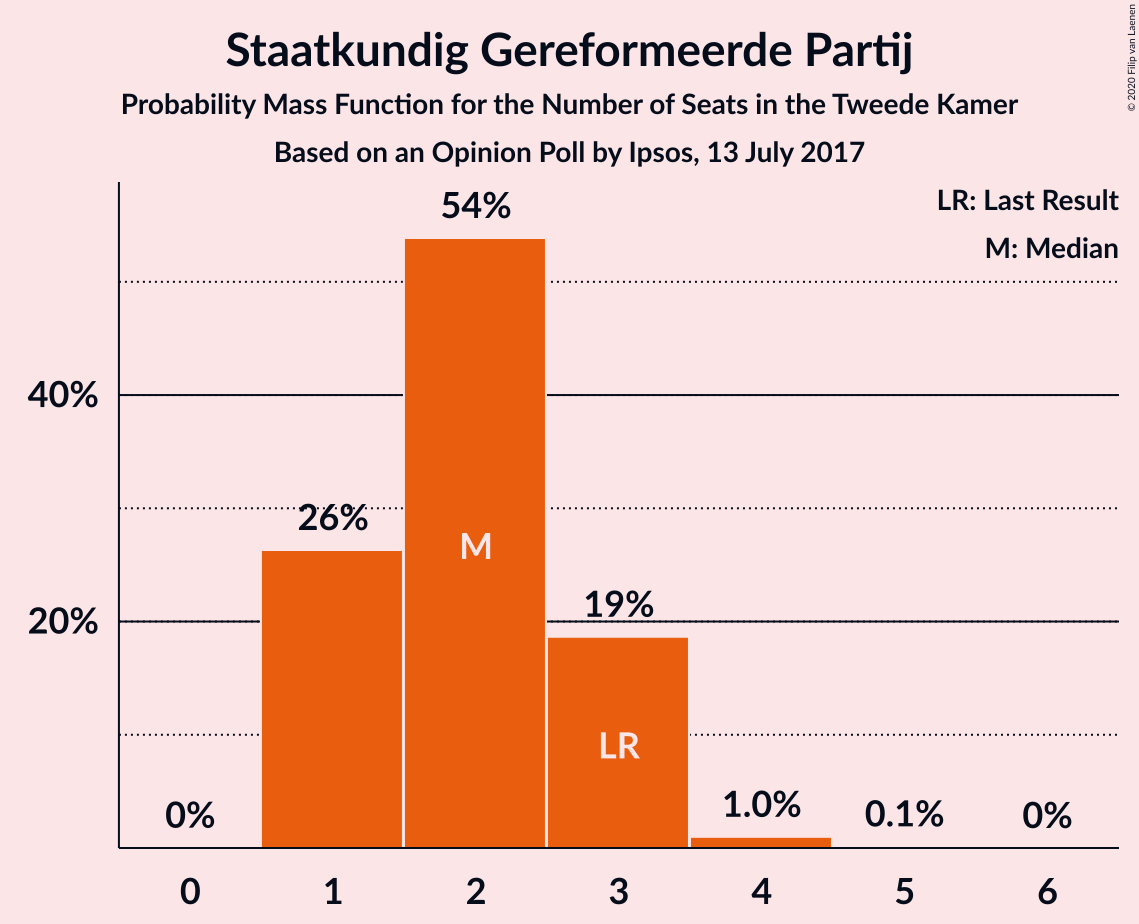 Staatkundig Gereformeerde Partij
Probability Mass Function for the Number of Seats in the Tweede Kamer
Based on an Opinion Poll by Ipsos, 13 July 2017
© 2020 Filip van Laenen
LR: Last Result
M: Median
54%
40%
26%
M
20%
19%
LR
0%
1.0%
0.1%
0%
0 1 2 3 4 5 6